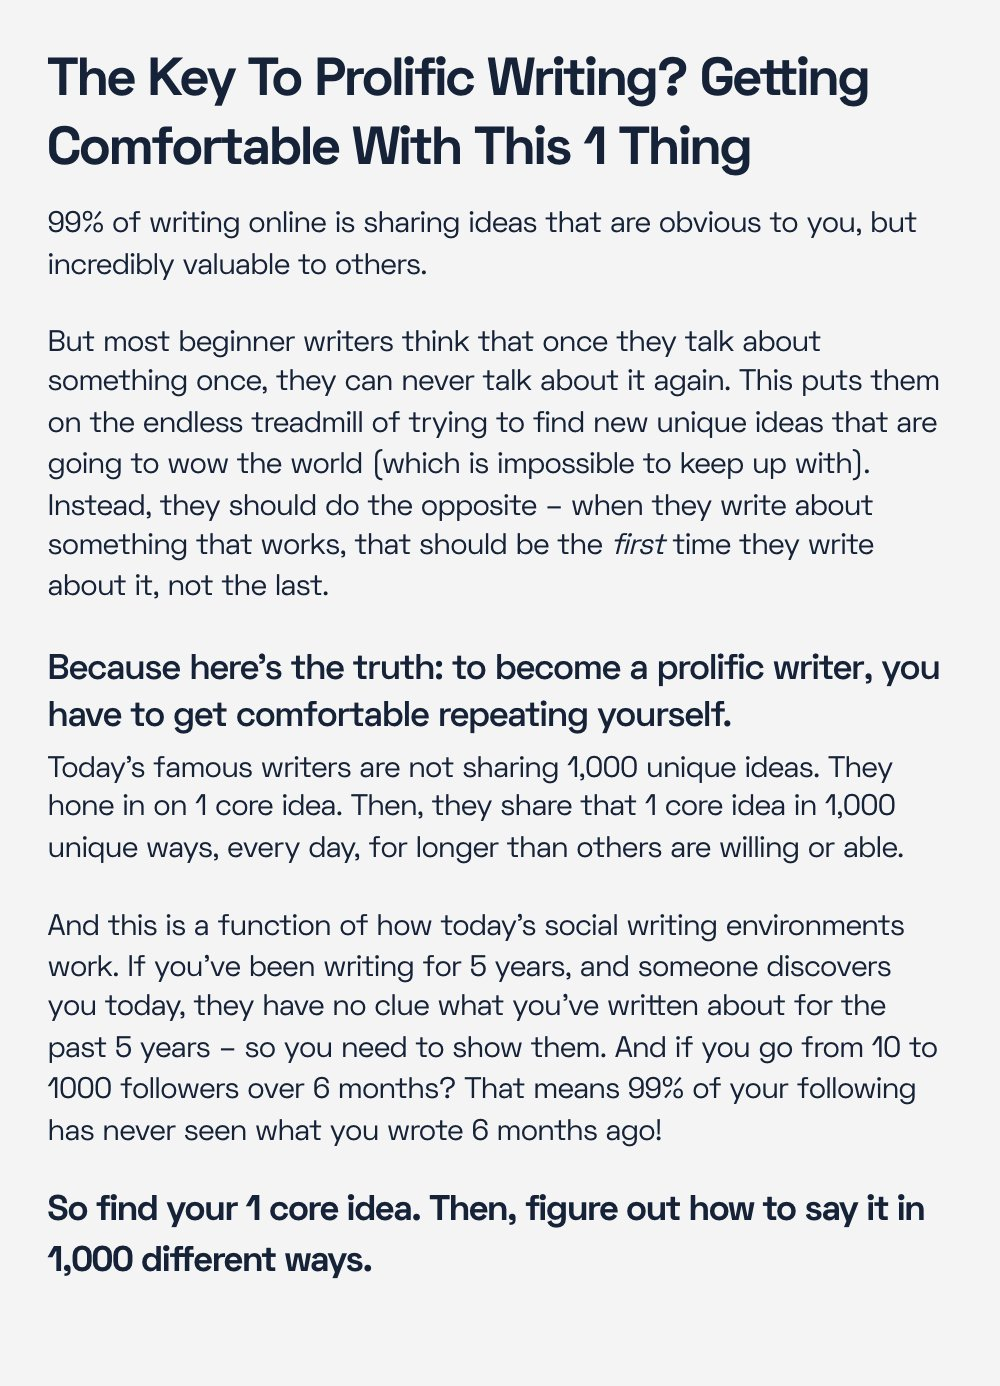 The Key To Prolific Writing? Getting
Comfortable With This 1 Thing
99% of writing online is sharing ideas that are obvious to you, but
incredibly valuable to others.
But most beginner writers think that once they talk about
something once, they can never talk about it again. This puts them
on the endless treadmill of trying to find new unique ideas that are
going to wow the world (which is impossible to keep up with).
Instead, they should do the opposite – when they write about
something that works, that should be the first time they write
about it, not the last.
Because here’s the truth: to become a prolific writer, you
have to get comfortable repeating yourself.
Today’s famous writers are not sharing 1,000 unique ideas. They
hone in on 1 core idea. Then, they share that 1 core idea in 1,000
unique ways, every day, for longer than others are willing or able.
And this is a function of how today’s social writing environments
work. If you’ve been writing for 5 years, and someone discovers
you today, they have no clue what you’ve written about for the
past 5 years – so you need to show them. And if you go from 10 to
1000 followers over 6 months? That means 99% of your following
has never seen what you wrote 6 months ago!
So find your 1 core idea. Then, figure out how to say it in
1,000 different ways.